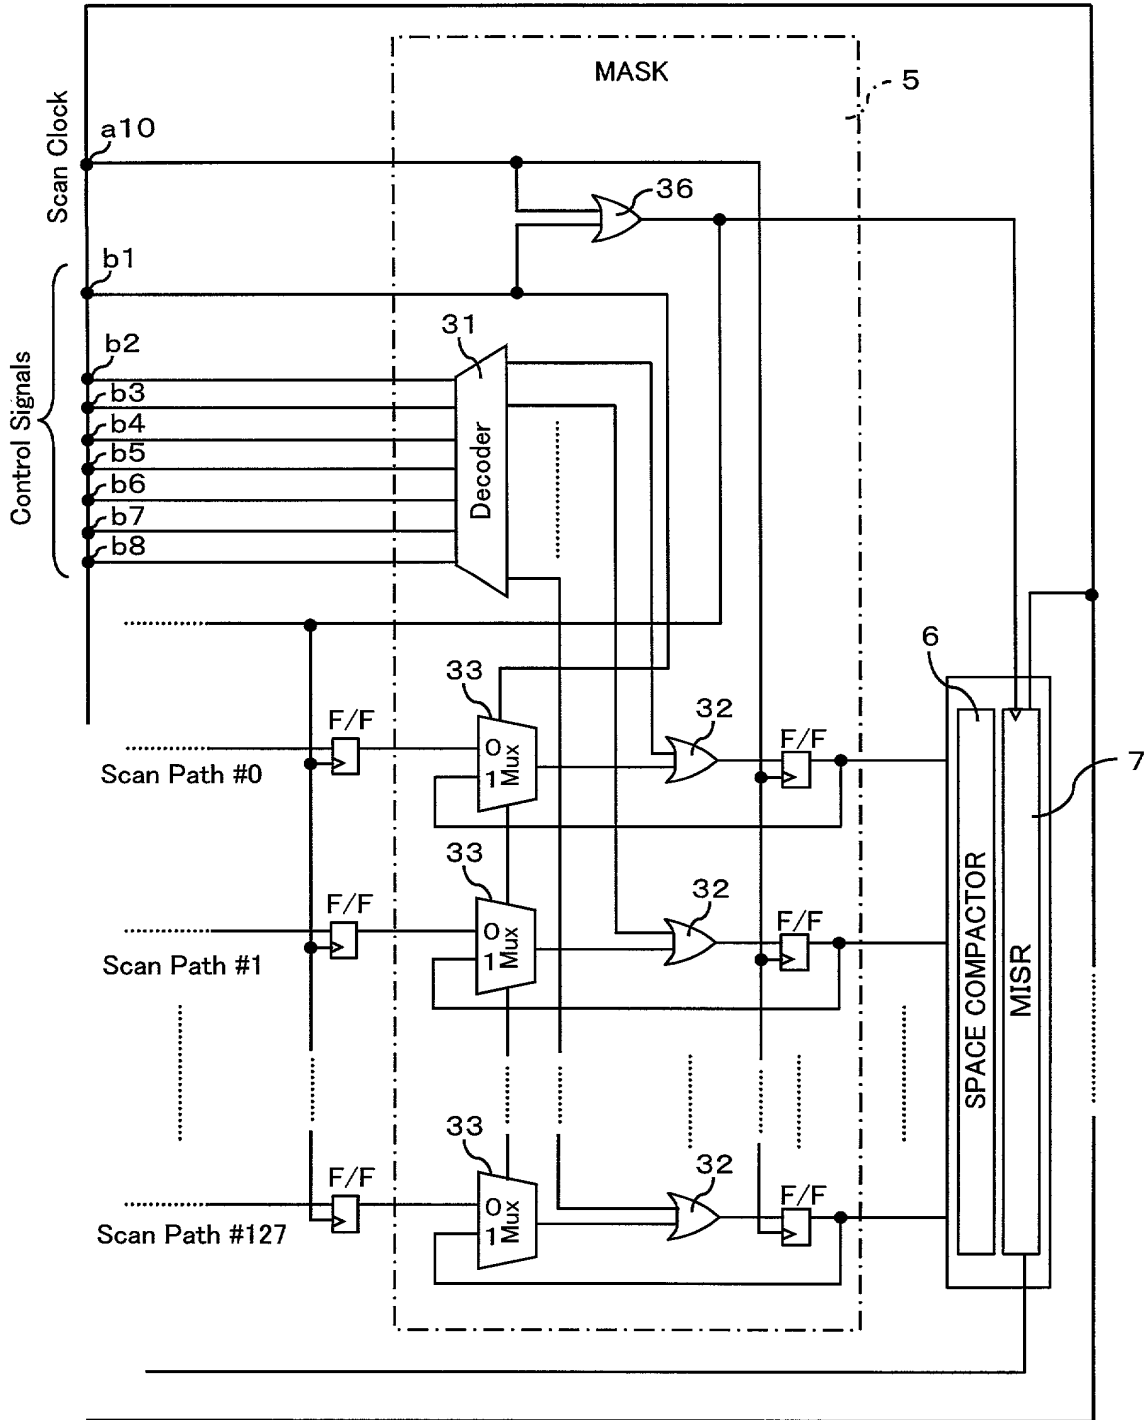 MASK
5
Scan Clock
a10
36
b1
Control Signals
31
b2
b3
b4
b5
b6
b7
b8
Decoder
6
33
32
F/F
0
1
Mux
F/F
7
Scan Path #0
33
32
F/F
0
1
Mux
F/F
Scan Path #1
SPACE COMPACTOR
MISR
33
32
F/F
0
1
Mux
F/F
Scan Path #127